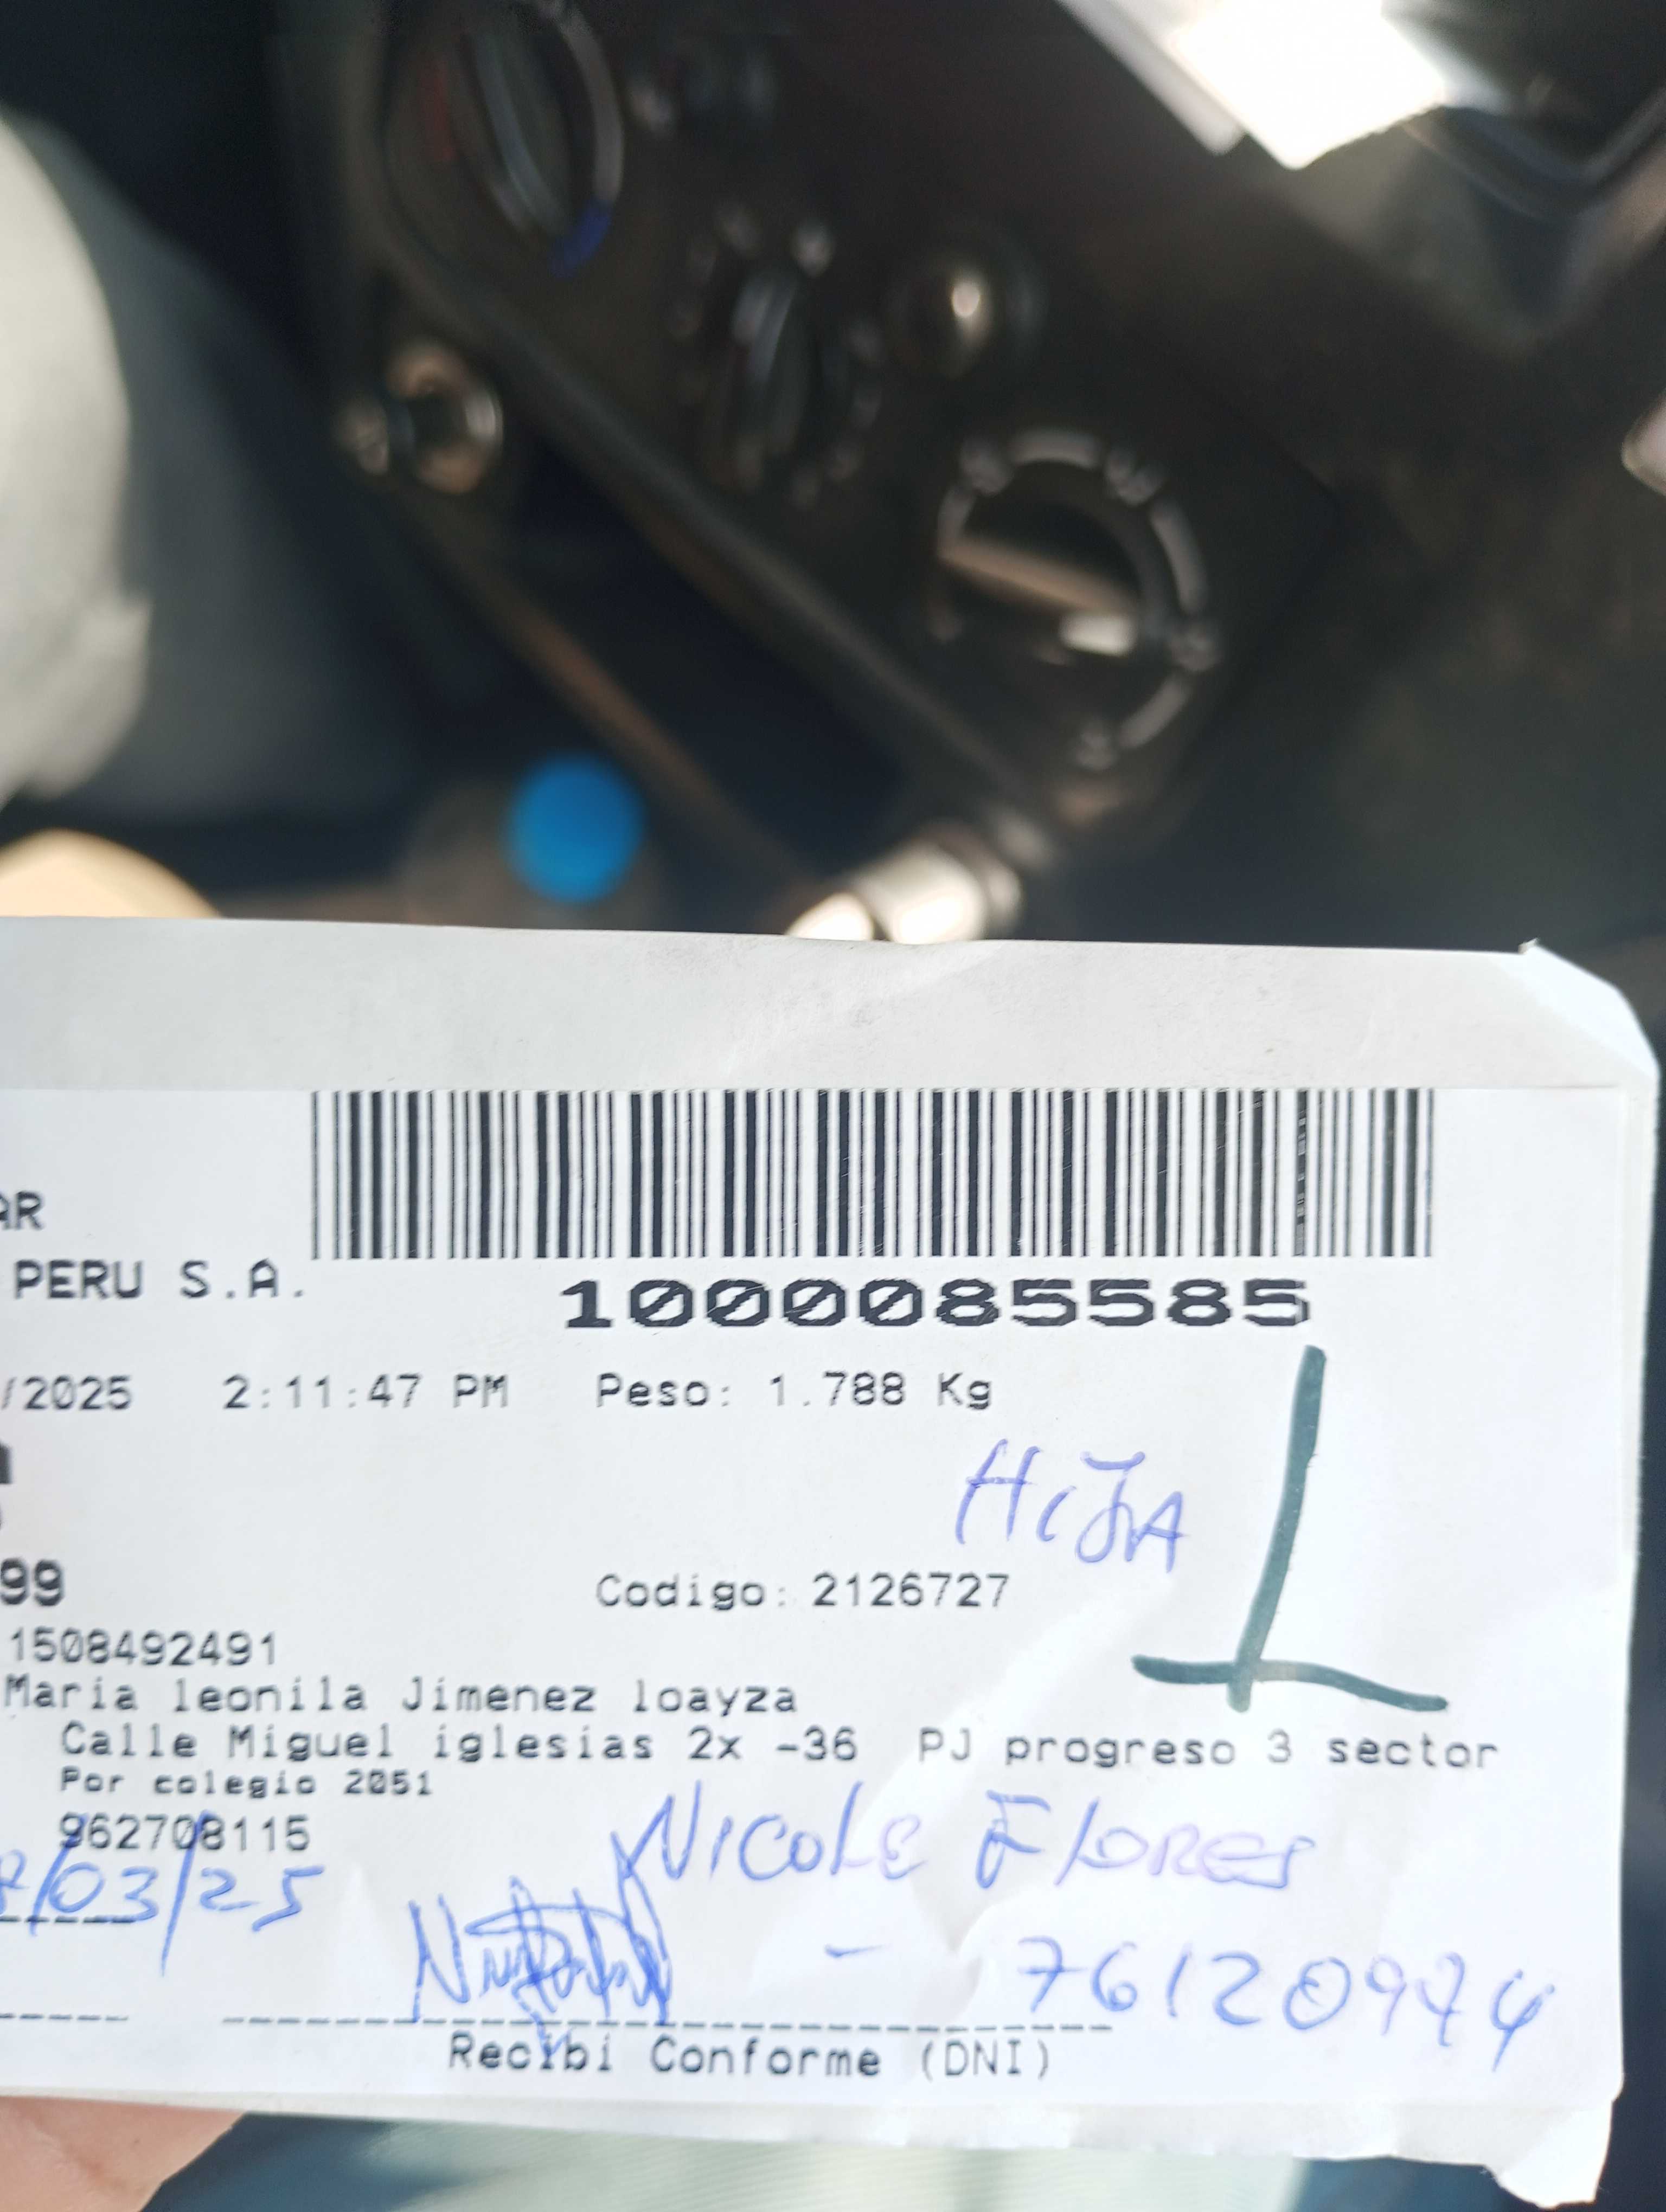 AR
PERU S.A.
1000085585
/2025 2:11:47 PM Peso: 1.788 Kg
HiJA
99 Codigo: 2126727
1508492491
Maria leonila Jimenez loayza
Calle Miguel iglesias 2x -36 PJ progreso 3 sector
Por colegio 2051
962708115
Nicole Flores
/03/25
- 76120974
Recibi Conforme (DNI)